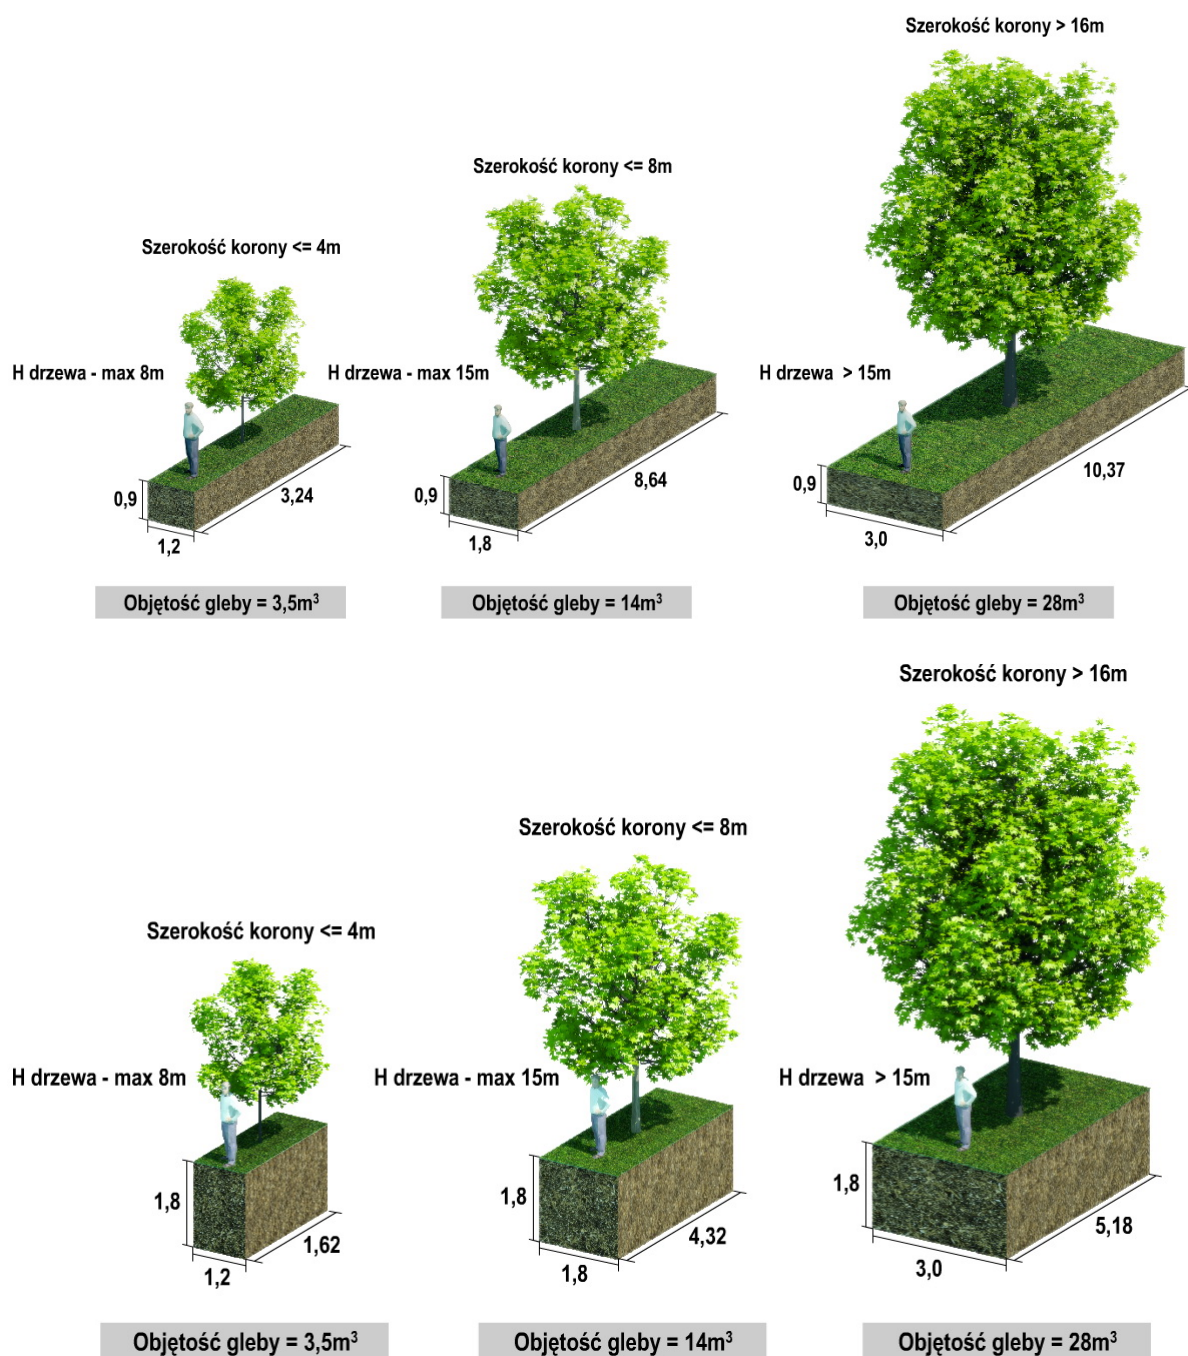 Szerokość korony > 16m
Szerokość korony <= 8m
Szerokość korony <= 4m
H drzewa - max 8m
H drzewa - max 15m
H drzewa > 15m
0,9
3,24
1,2
0,9
8,64
1,8
0,9
10,37
3,0
Objętość gleby = 3,5m³
Objętość gleby = 14m³
Objętość gleby = 28m³
Szerokość korony > 16m
Szerokość korony <= 8m
Szerokość korony <= 4m
H drzewa - max 8m
H drzewa - max 15m
H drzewa > 15m
1,8
1,62
1,2
1,8
4,32
1,8
1,8
5,18
3,0
Objętość gleby = 3,5m³
Objętość gleby = 14m³
Objętość gleby = 28m³